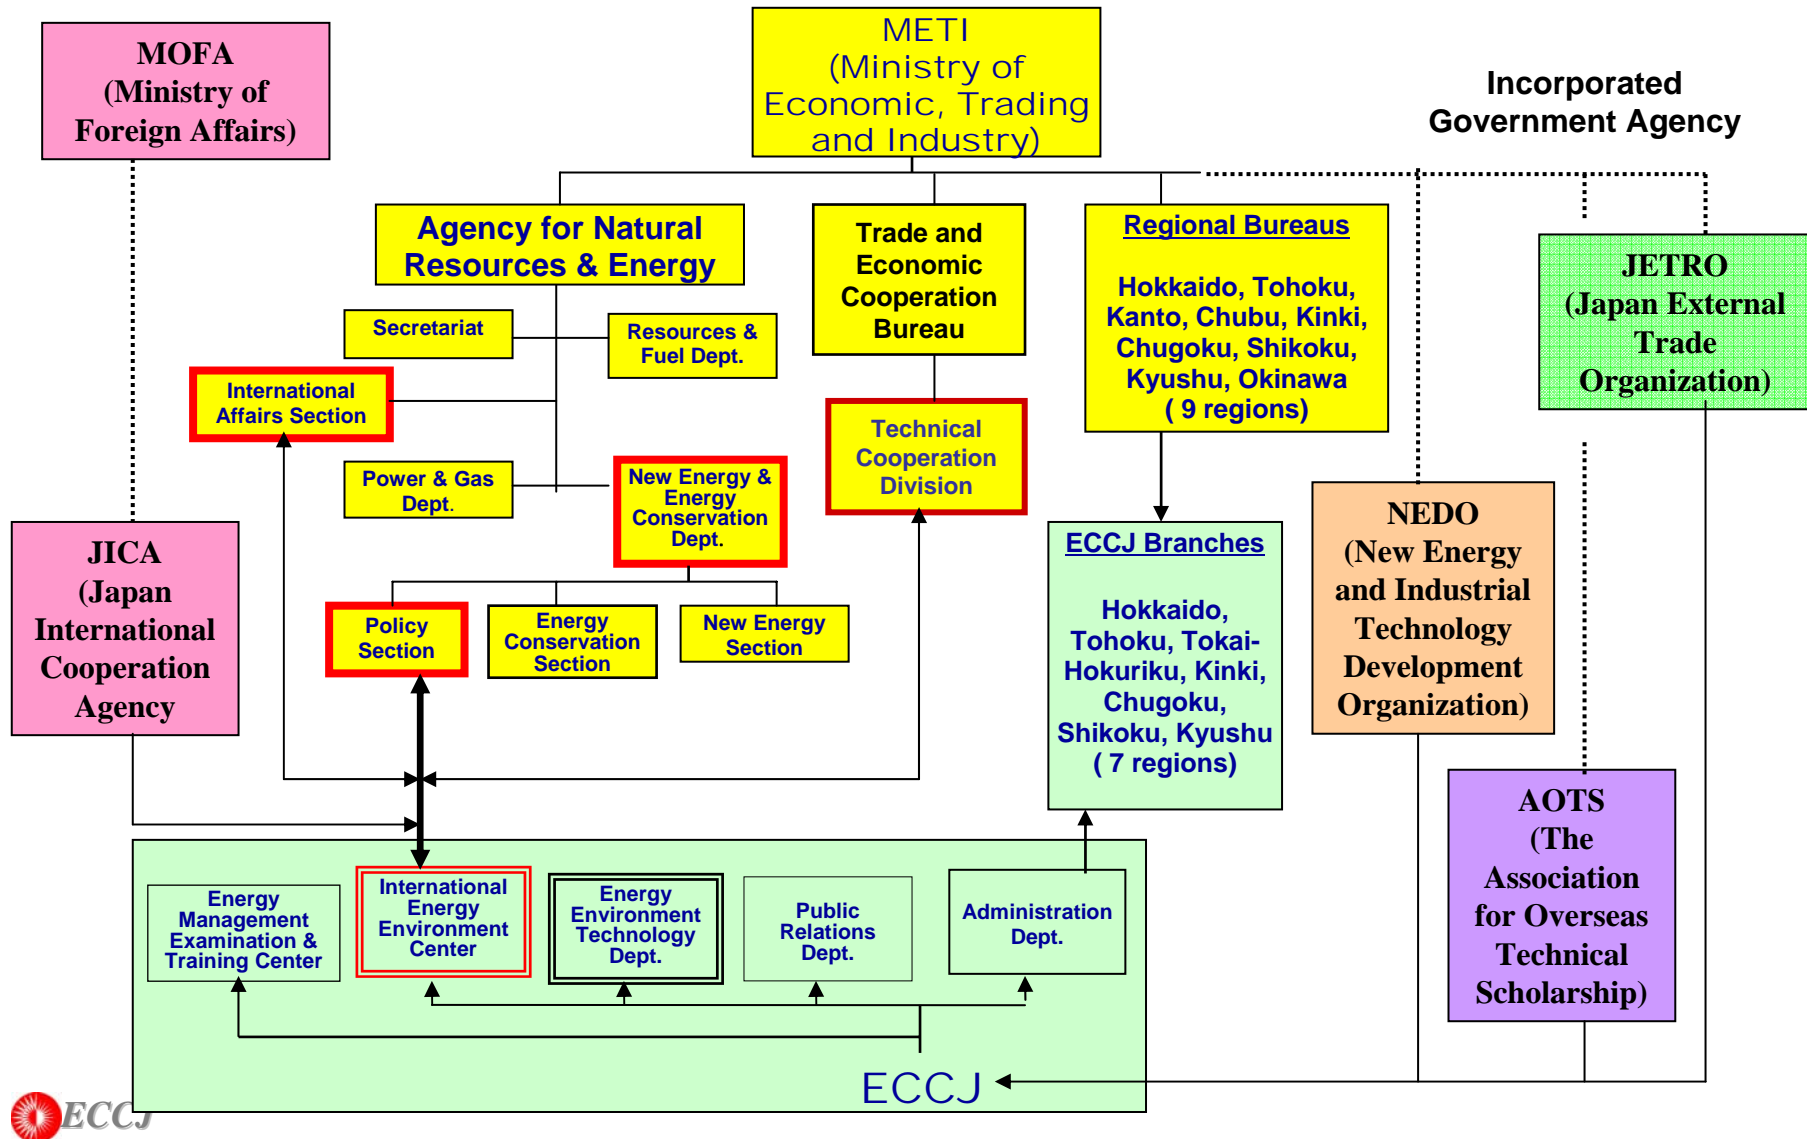 MOFA
(Ministry of
Foreign Affairs)
METI
(Ministry of
Economic, Trading
and Industry)
Incorporated
Government Agency
Agency for Natural
Resources & Energy
Trade and
Economic
Cooperation
Bureau
Regional Bureaus
Hokkaido, Tohoku,
Kanto, Chubu, Kinki,
Chugoku, Shikoku,
Kyushu, Okinawa
( 9 regions)
JETRO
(Japan External
Trade
Organization)
Secretariat
Resources &
Fuel Dept.
International
Affairs Section
Technical
Cooperation
Division
Power & Gas
Dept.
New Energy &
Energy
Conservation
Dept.
JICA
(Japan
International
Cooperation
Agency
ECCJ Branches
Hokkaido,
Tohoku, Tokai-
Hokuriku, Kinki,
Chugoku,
Shikoku, Kyushu
( 7 regions)
NEDO
(New Energy
and Industrial
Technology
Development
Organization)
Policy
Section
Energy
Conservation
Section
New Energy
Section
AOTS
(The
Association
for Overseas
Technical
Scholarship)
Energy
Management
Examination &
Training Center
International
Energy
Environment
Center
Energy
Environment
Technology
Dept.
Public
Relations
Dept.
Administration
Dept.
ECCJ
ECCJ